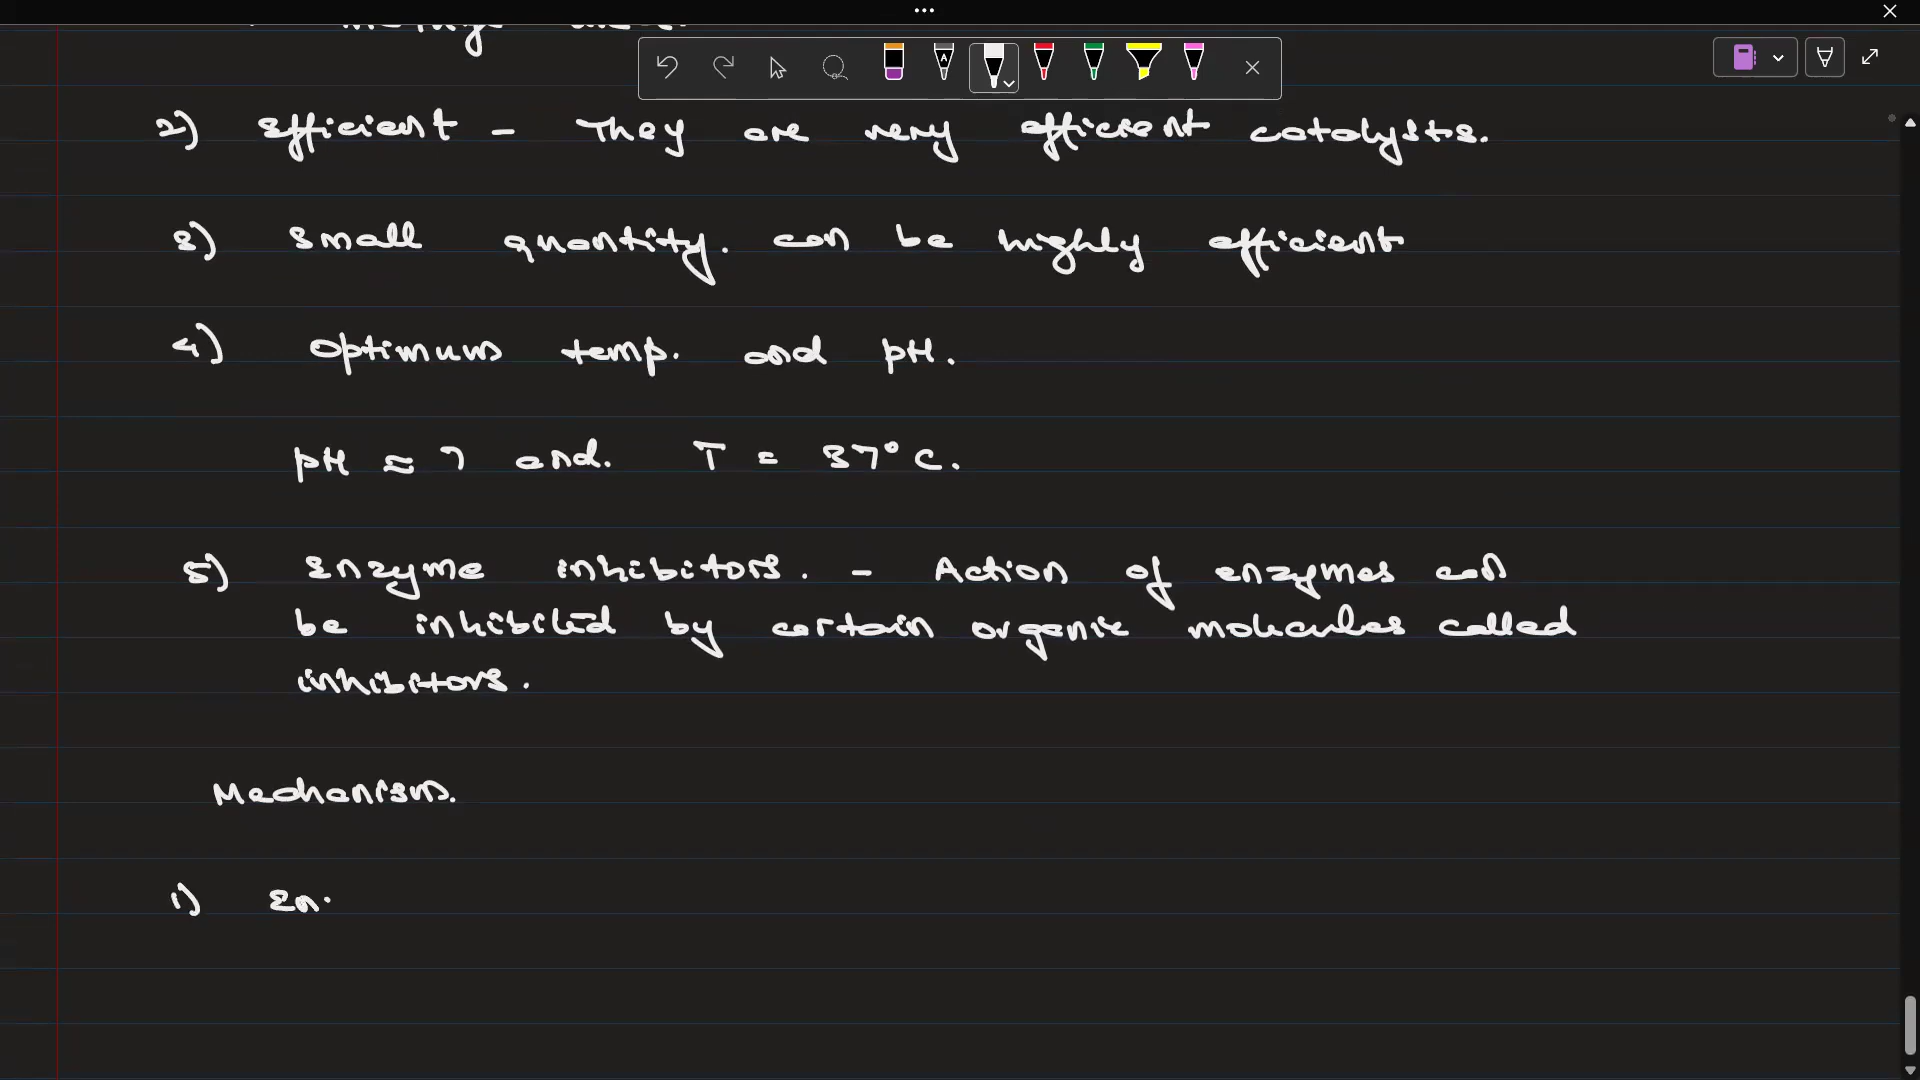 2) Efficient - They are very efficient catalysts.
3) Small quantity. can be highly efficient
4) Optimum temp. and pH.
pH ≈ 7 and. T = 37°C.
5) Enzyme inhibitors. - Action of enzymes can
be inhibited by certain organic molecules called
inhibitors.
Mechanism.
1) En.